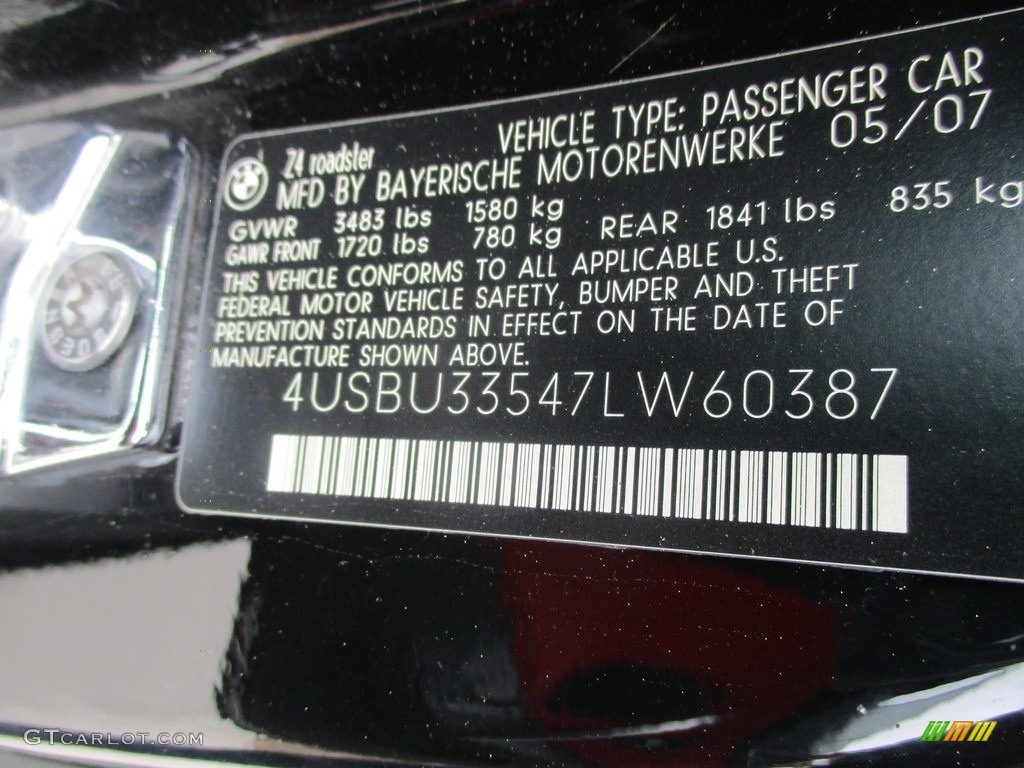 Z4 roadster VEHICLE TYPE: PASSENGER CAR
MFD BY BAYERISCHE MOTORENWERKE 05/07
GVWR 3483 lbs 1580 kg
GAWR FRONT 1720 lbs 780 kg REAR 1841 lbs 835 kg
THIS VEHICLE CONFORMS TO ALL APPLICABLE U.S.
FEDERAL MOTOR VEHICLE SAFETY, BUMPER AND THEFT
PREVENTION STANDARDS IN EFFECT ON THE DATE OF
MANUFACTURE SHOWN ABOVE.
4USBU33547LW60387
GTCARLOT.COM